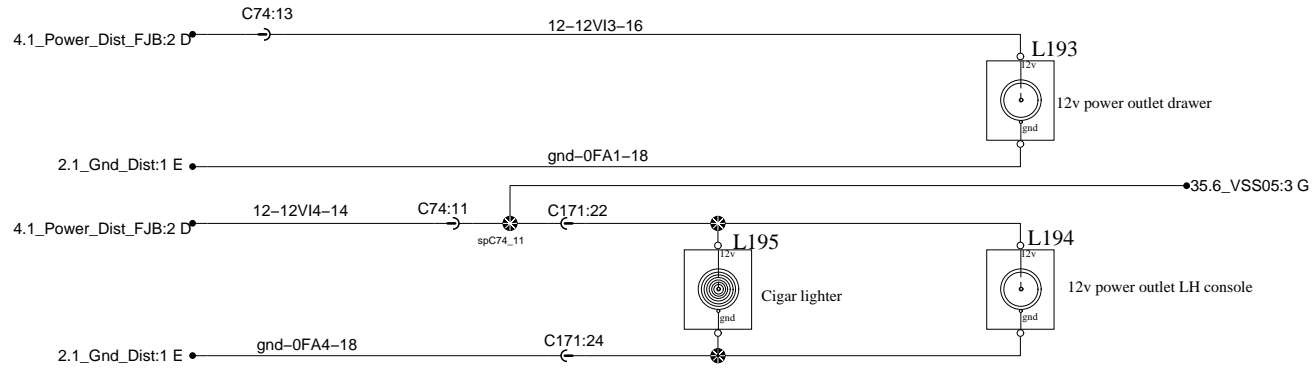 C74:13
4.1_Power_Dist_FJB:2 D
12–12VI3–16
L193
12v
12v power outlet drawer
gnd
2.1_Gnd_Dist:1 E
gnd–0FA1–18
35.6_VSS05:3 G
4.1_Power_Dist_FJB:2 D
12–12VI4–14
C74:11
C171:22
spC74_11
L195
L194
12v
12v
Cigar lighter
12v power outlet LH console
gnd
gnd
2.1_Gnd_Dist:1 E
gnd–0FA4–18
C171:24